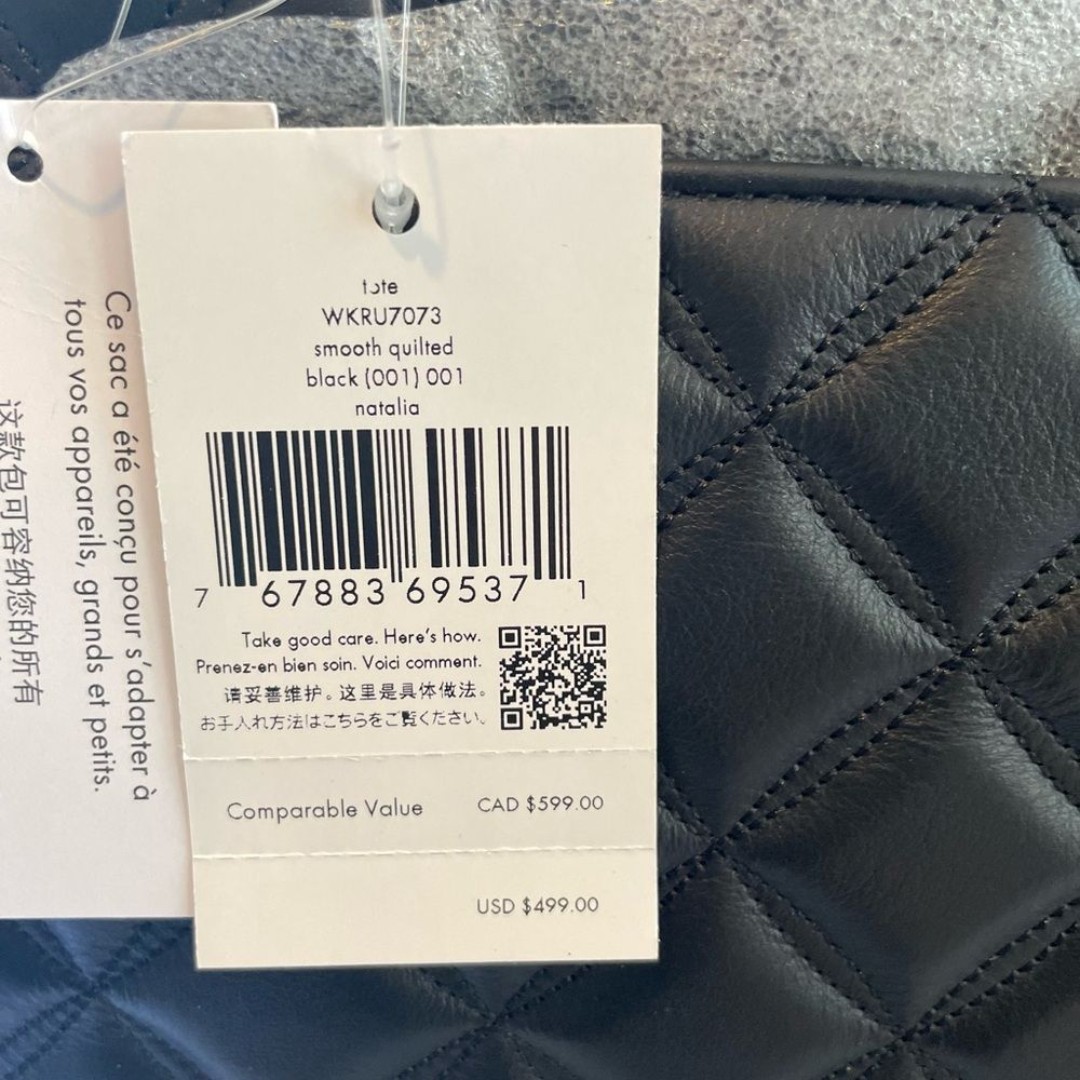 tote
WKRU7073
smooth quilted
black (001) 001
natalia
7 67883 69537 1
Take good care. Here's how.
Prenez-en bien soin. Voici comment.
请妥善维护。这里是具体做法。
お手入れ方法はこちらをご覧ください。
Comparable Value CAD $599.00
USD $499.00
Ce sac a été conçu pour s'adapter à
tous vos appareils, grands et petits.
这款包可容纳您的所有